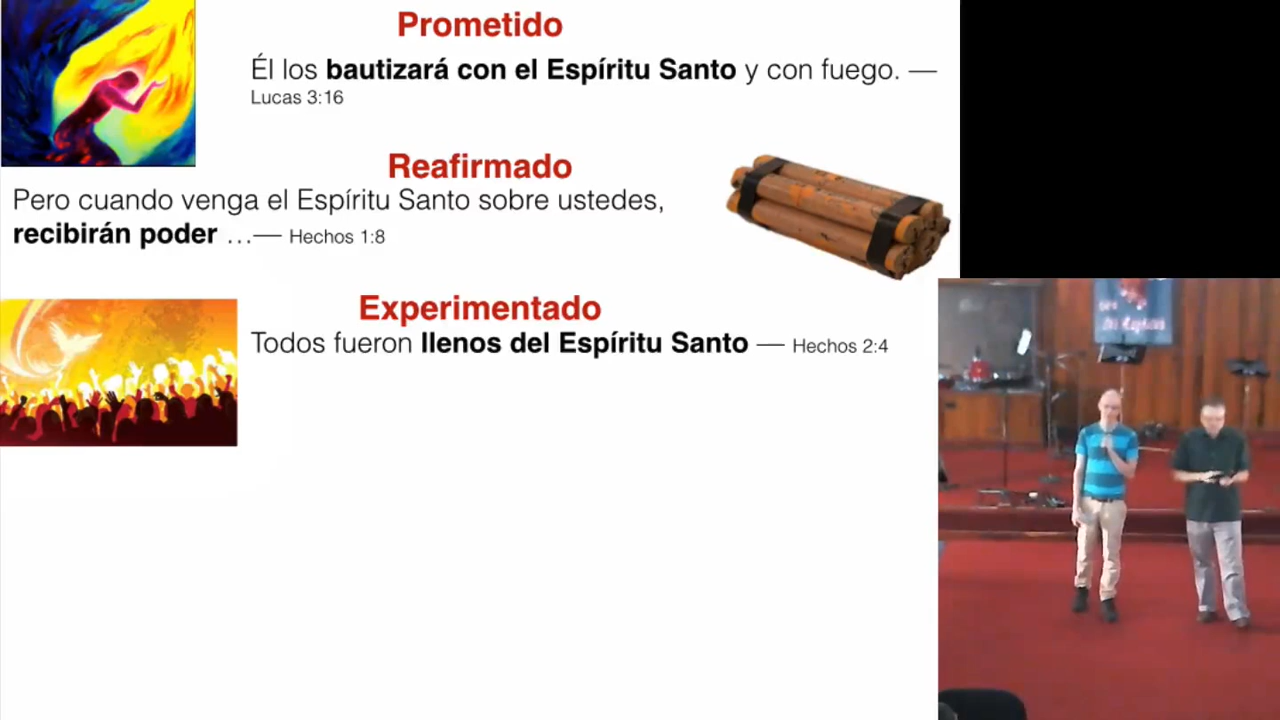 Prometido
Él los bautizará con el Espíritu Santo y con fuego. —
Lucas 3:16
Reafirmado
Pero cuando venga el Espíritu Santo sobre ustedes,
recibirán poder …— Hechos 1:8
Experimentado
Todos fueron llenos del Espíritu Santo — Hechos 2:4